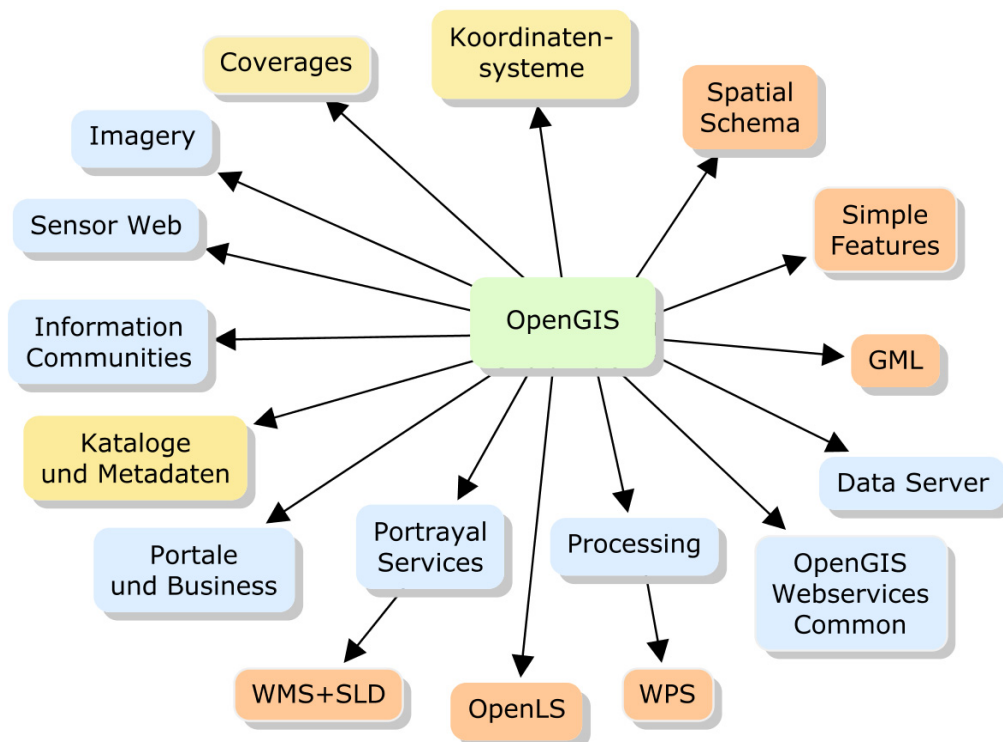 Koordinaten-
systeme
Coverages
Spatial
Schema
Imagery
Simple
Features
Sensor Web
OpenGIS
Information
Communities
GML
Kataloge
und Metadaten
Data Server
Portale
und Business
Portrayal
Services
Processing
OpenGIS
Webservices
Common
WMS+SLD
OpenLS
WPS